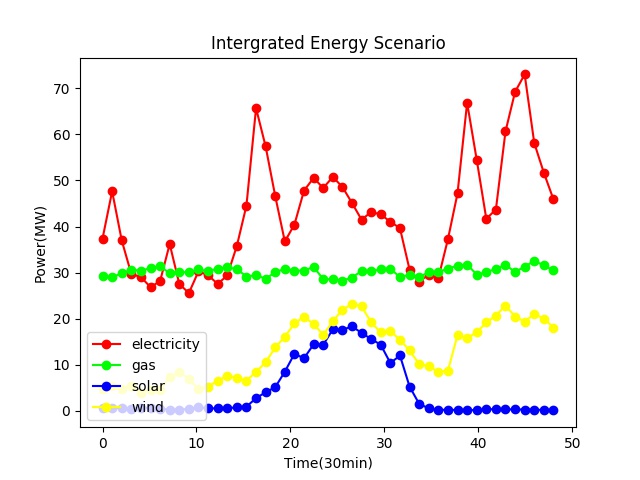 Intergrated Energy Scenario
Power(MW)
70
60
50
40
30
20
10
0
electricity
gas
solar
wind
0 10 20 30 40 50
Time(30min)